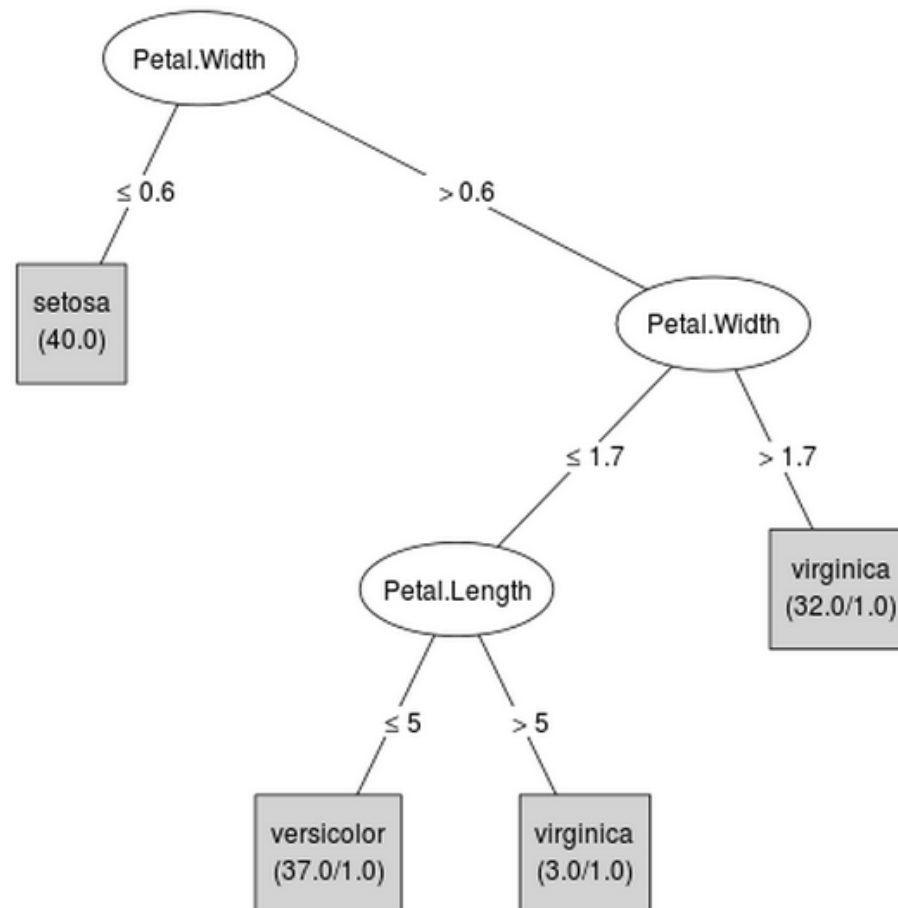 Petal.Width
≤ 0.6
> 0.6
setosa
(40.0)
Petal.Width
≤ 1.7
> 1.7
Petal.Length
virginica
(32.0/1.0)
≤ 5
> 5
versicolor
(37.0/1.0)
virginica
(3.0/1.0)